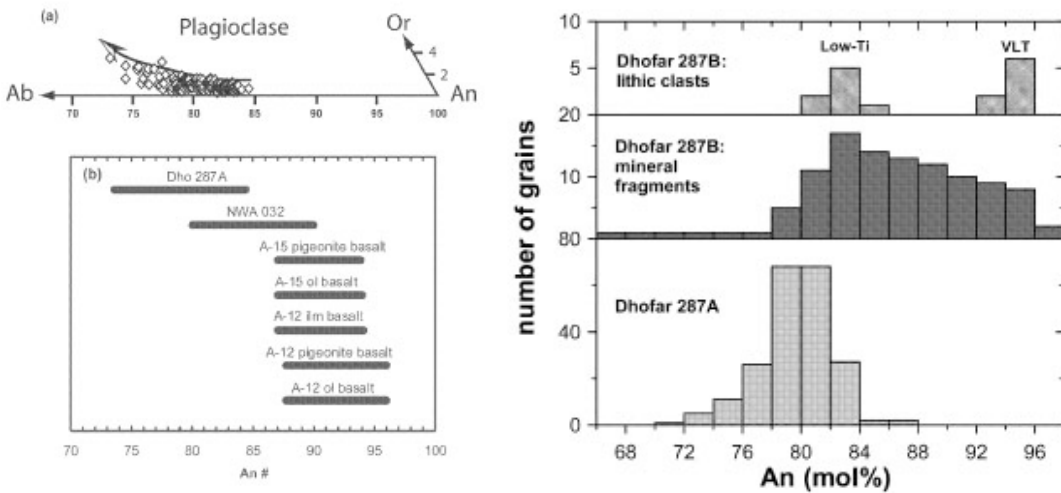 (a)
Plagioclase
Or
4
2
Ab
An
70 75 80 85 90 95 100
(b)
Dho 287A
NWA 032
A-15 pigeonite basalt
A-15 ol basalt
A-12 ilm basalt
A-12 pigeonite basalt
A-12 ol basalt
70 75 80 85 90 95 100
An #
number of grains
10
5
20
10
80
40
0
Dhofar 287B:
lithic clasts
Low-Ti
VLT
Dhofar 287B:
mineral
fragments
Dhofar 287A
68 72 76 80 84 88 92 96
An (mol%)